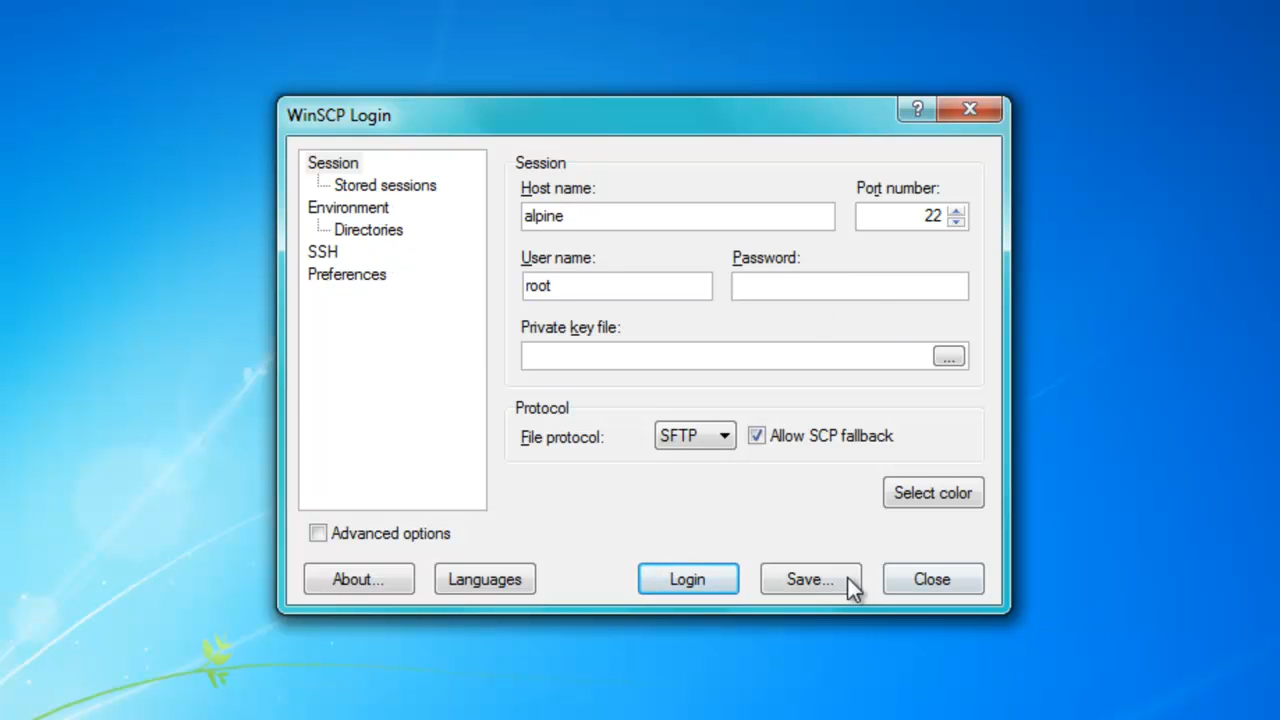 WinSCP Login
?
Session
Stored sessions
Environment
Directories
SSH
Preferences
Session
Host name:
Port number:
alpine
22
User name:
Password:
root
Private key file:
...
Protocol
File protocol:
SFTP
Allow SCP fallback
Select color
Advanced options
About...
Languages
Login
Save...
Close